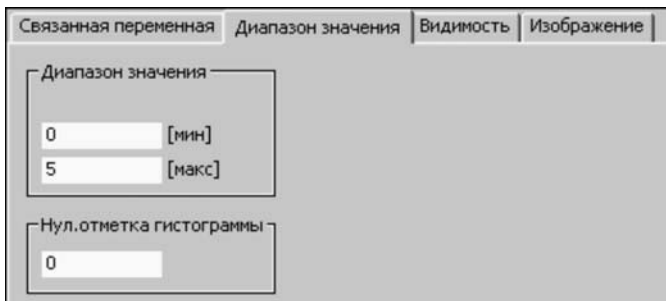 Связанная переменная Диапазон значения Видимость Изображение
Диапазон значения
0 [мин]
5 [макс]
Нул.отметка гистограммы
0